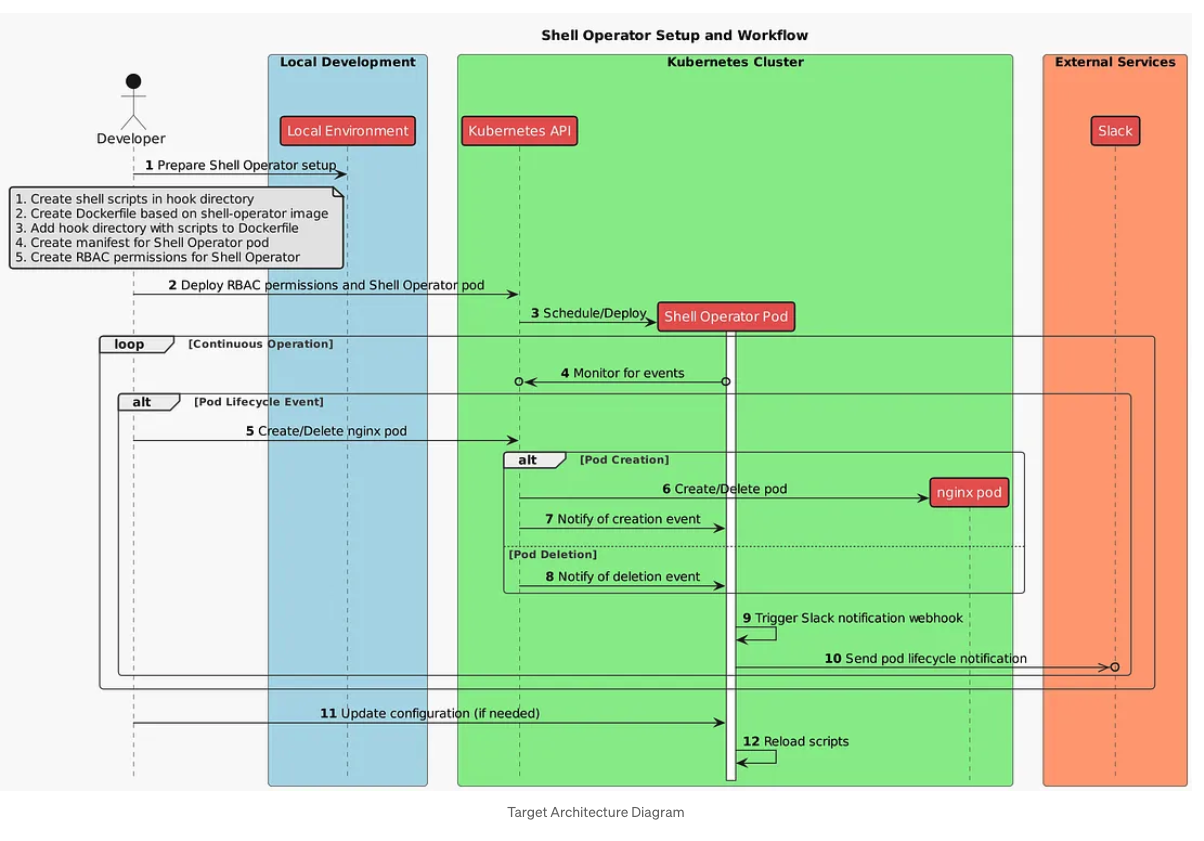 Shell Operator Setup and Workflow
Local Development
Kubernetes Cluster
External Services
Developer
Local Environment
Kubernetes API
Slack
1 Prepare Shell Operator setup
1. Create shell scripts in hook directory
2. Create Dockerfile based on shell-operator image
3. Add hook directory with scripts to Dockerfile
4. Create manifest for Shell Operator pod
5. Create RBAC permissions for Shell Operator
2 Deploy RBAC permissions and Shell Operator pod
3 Schedule/Deploy
Shell Operator Pod
loop [Continuous Operation]
4 Monitor for events
alt [Pod Lifecycle Event]
5 Create/Delete nginx pod
alt [Pod Creation]
6 Create/Delete pod
nginx pod
7 Notify of creation event
[Pod Deletion]
8 Notify of deletion event
9 Trigger Slack notification webhook
10 Send pod lifecycle notification
11 Update configuration (if needed)
12 Reload scripts
Target Architecture Diagram